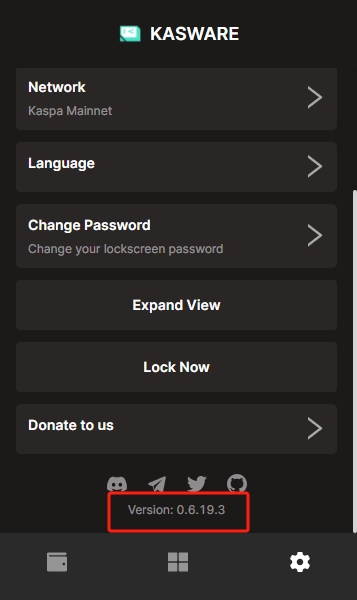 KASWARE
Network
Kaspa Mainnet
Language
Change Password
Change your lockscreen password
Expand View
Lock Now
Donate to us
Version: 0.6.19.3